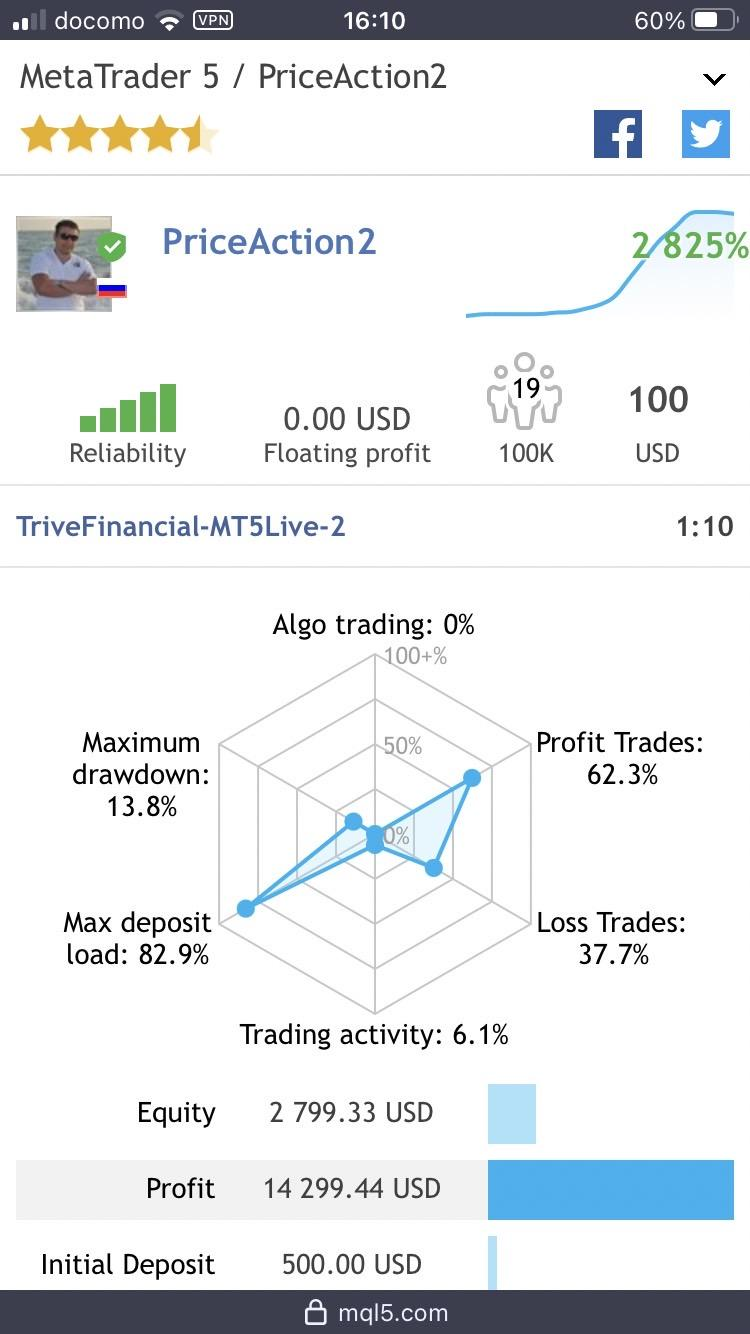 docomo VPN 16:10 60%
MetaTrader 5 / PriceAction2
PriceAction2
2 825%
19
0.00 USD
100
Reliability
Floating profit
100K
USD
TriveFinancial-MT5Live-2 1:10
Algo trading: 0%
100+%
Maximum
drawdown:
13.8%
50%
Profit Trades:
62.3%
0%
Max deposit
load: 82.9%
Loss Trades:
37.7%
Trading activity: 6.1%
Equity 2 799.33 USD
Profit 14 299.44 USD
Initial Deposit 500.00 USD
mql5.com